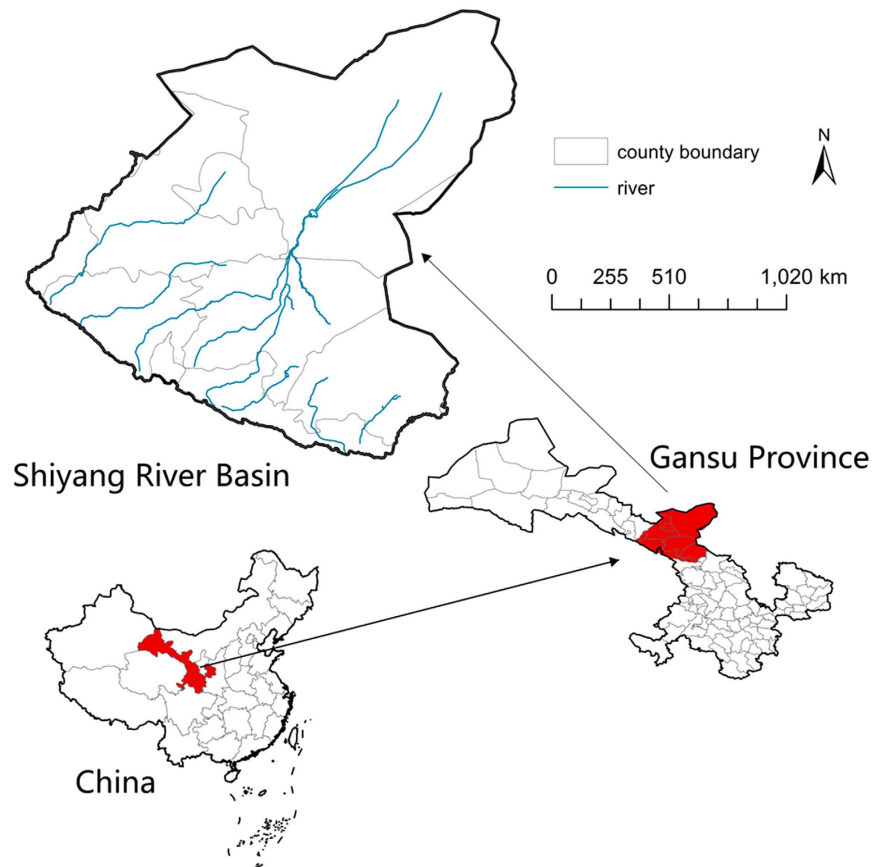 N
county boundary
river
0 255 510 1,020 km
Shiyang River Basin
Gansu Province
China